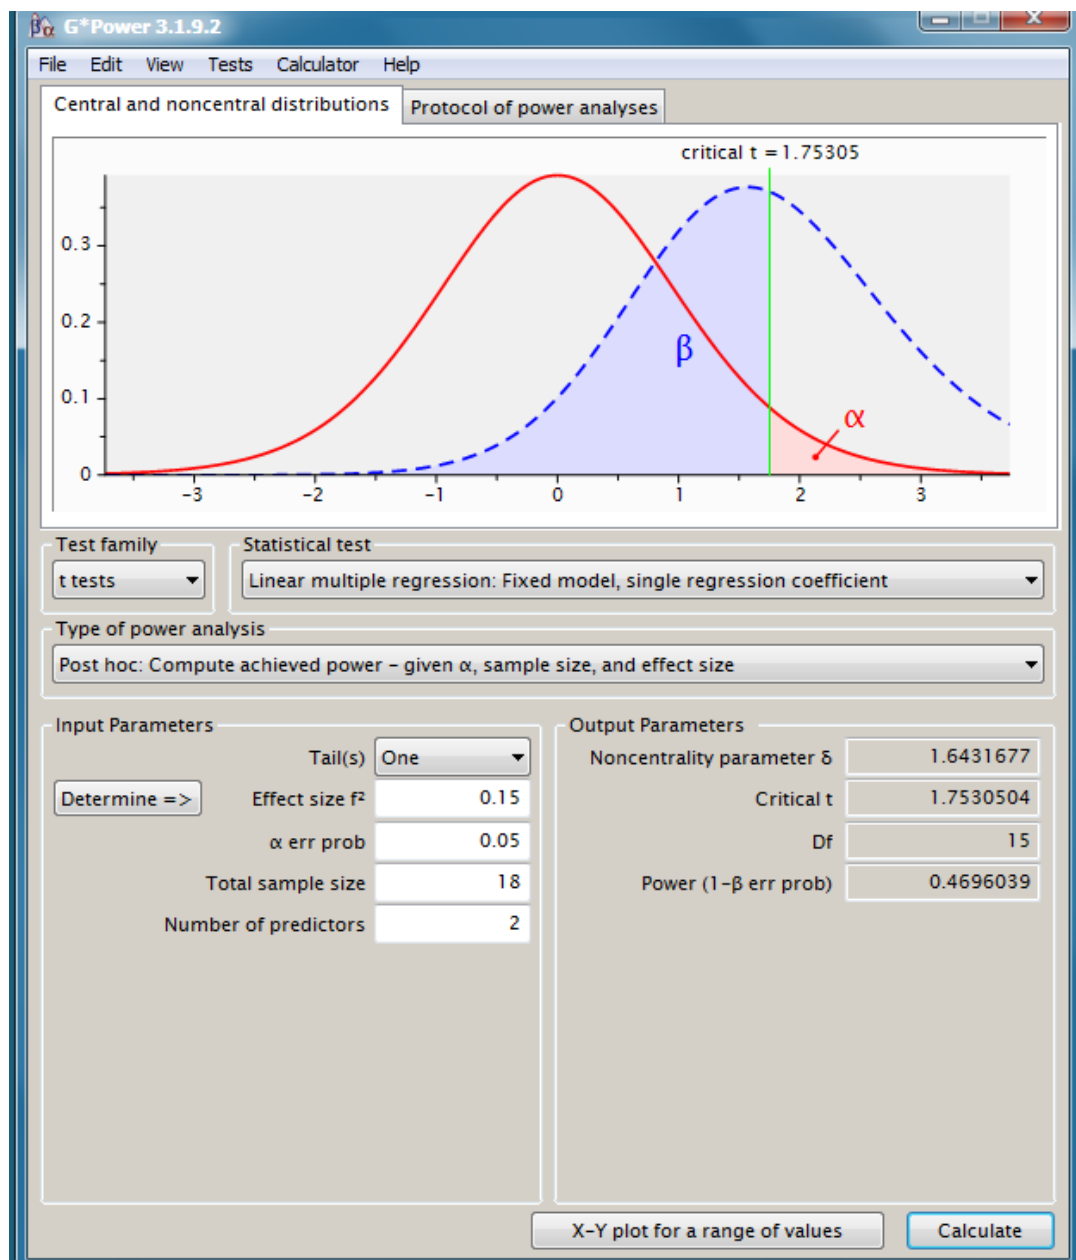 βα G*Power 3.1.9.2
File Edit View Tests Calculator Help
Central and noncentral distributions Protocol of power analyses
critical t = 1.75305
0.3
0.2
0.1
0
β
α
-3 -2 -1 0 1 2 3
Test family
t tests
Statistical test
Linear multiple regression: Fixed model, single regression coefficient
Type of power analysis
Post hoc: Compute achieved power – given α, sample size, and effect size
Input Parameters
Tail(s) One
Determine => Effect size f² 0.15
α err prob 0.05
Total sample size 18
Number of predictors 2
Output Parameters
Noncentrality parameter δ 1.6431677
Critical t 1.7530504
Df 15
Power (1-β err prob) 0.4696039
X-Y plot for a range of values Calculate